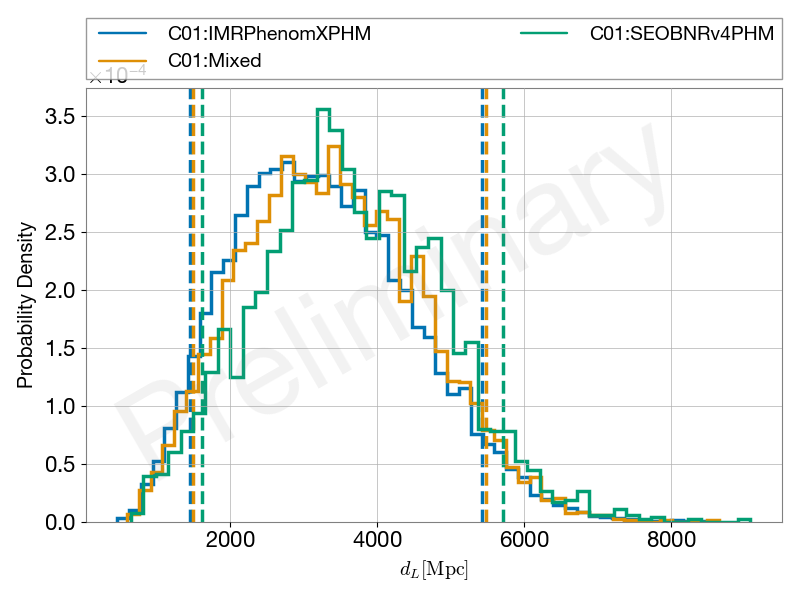 C01:IMRPhenomXPHM
C01:SEOBNRv4PHM
C01:Mixed
×10⁻⁴
3.5
3.0
2.5
2.0
1.5
1.0
0.5
0.0
Probability Density
Preliminary
2000 4000 6000 8000
d_L[Mpc]